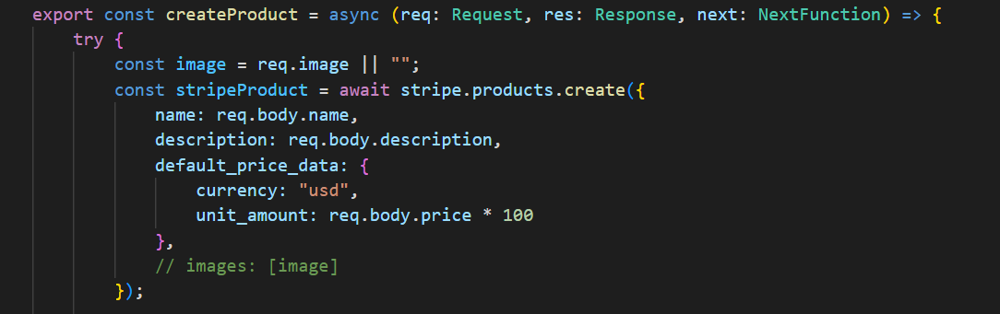 export const createProduct = async (req: Request, res: Response, next: NextFunction) => {
    try {
        const image = req.image || "";
        const stripeProduct = await stripe.products.create({
            name: req.body.name,
            description: req.body.description,
            default_price_data: {
                currency: "usd",
                unit_amount: req.body.price * 100
            },
            // images: [image]
        });